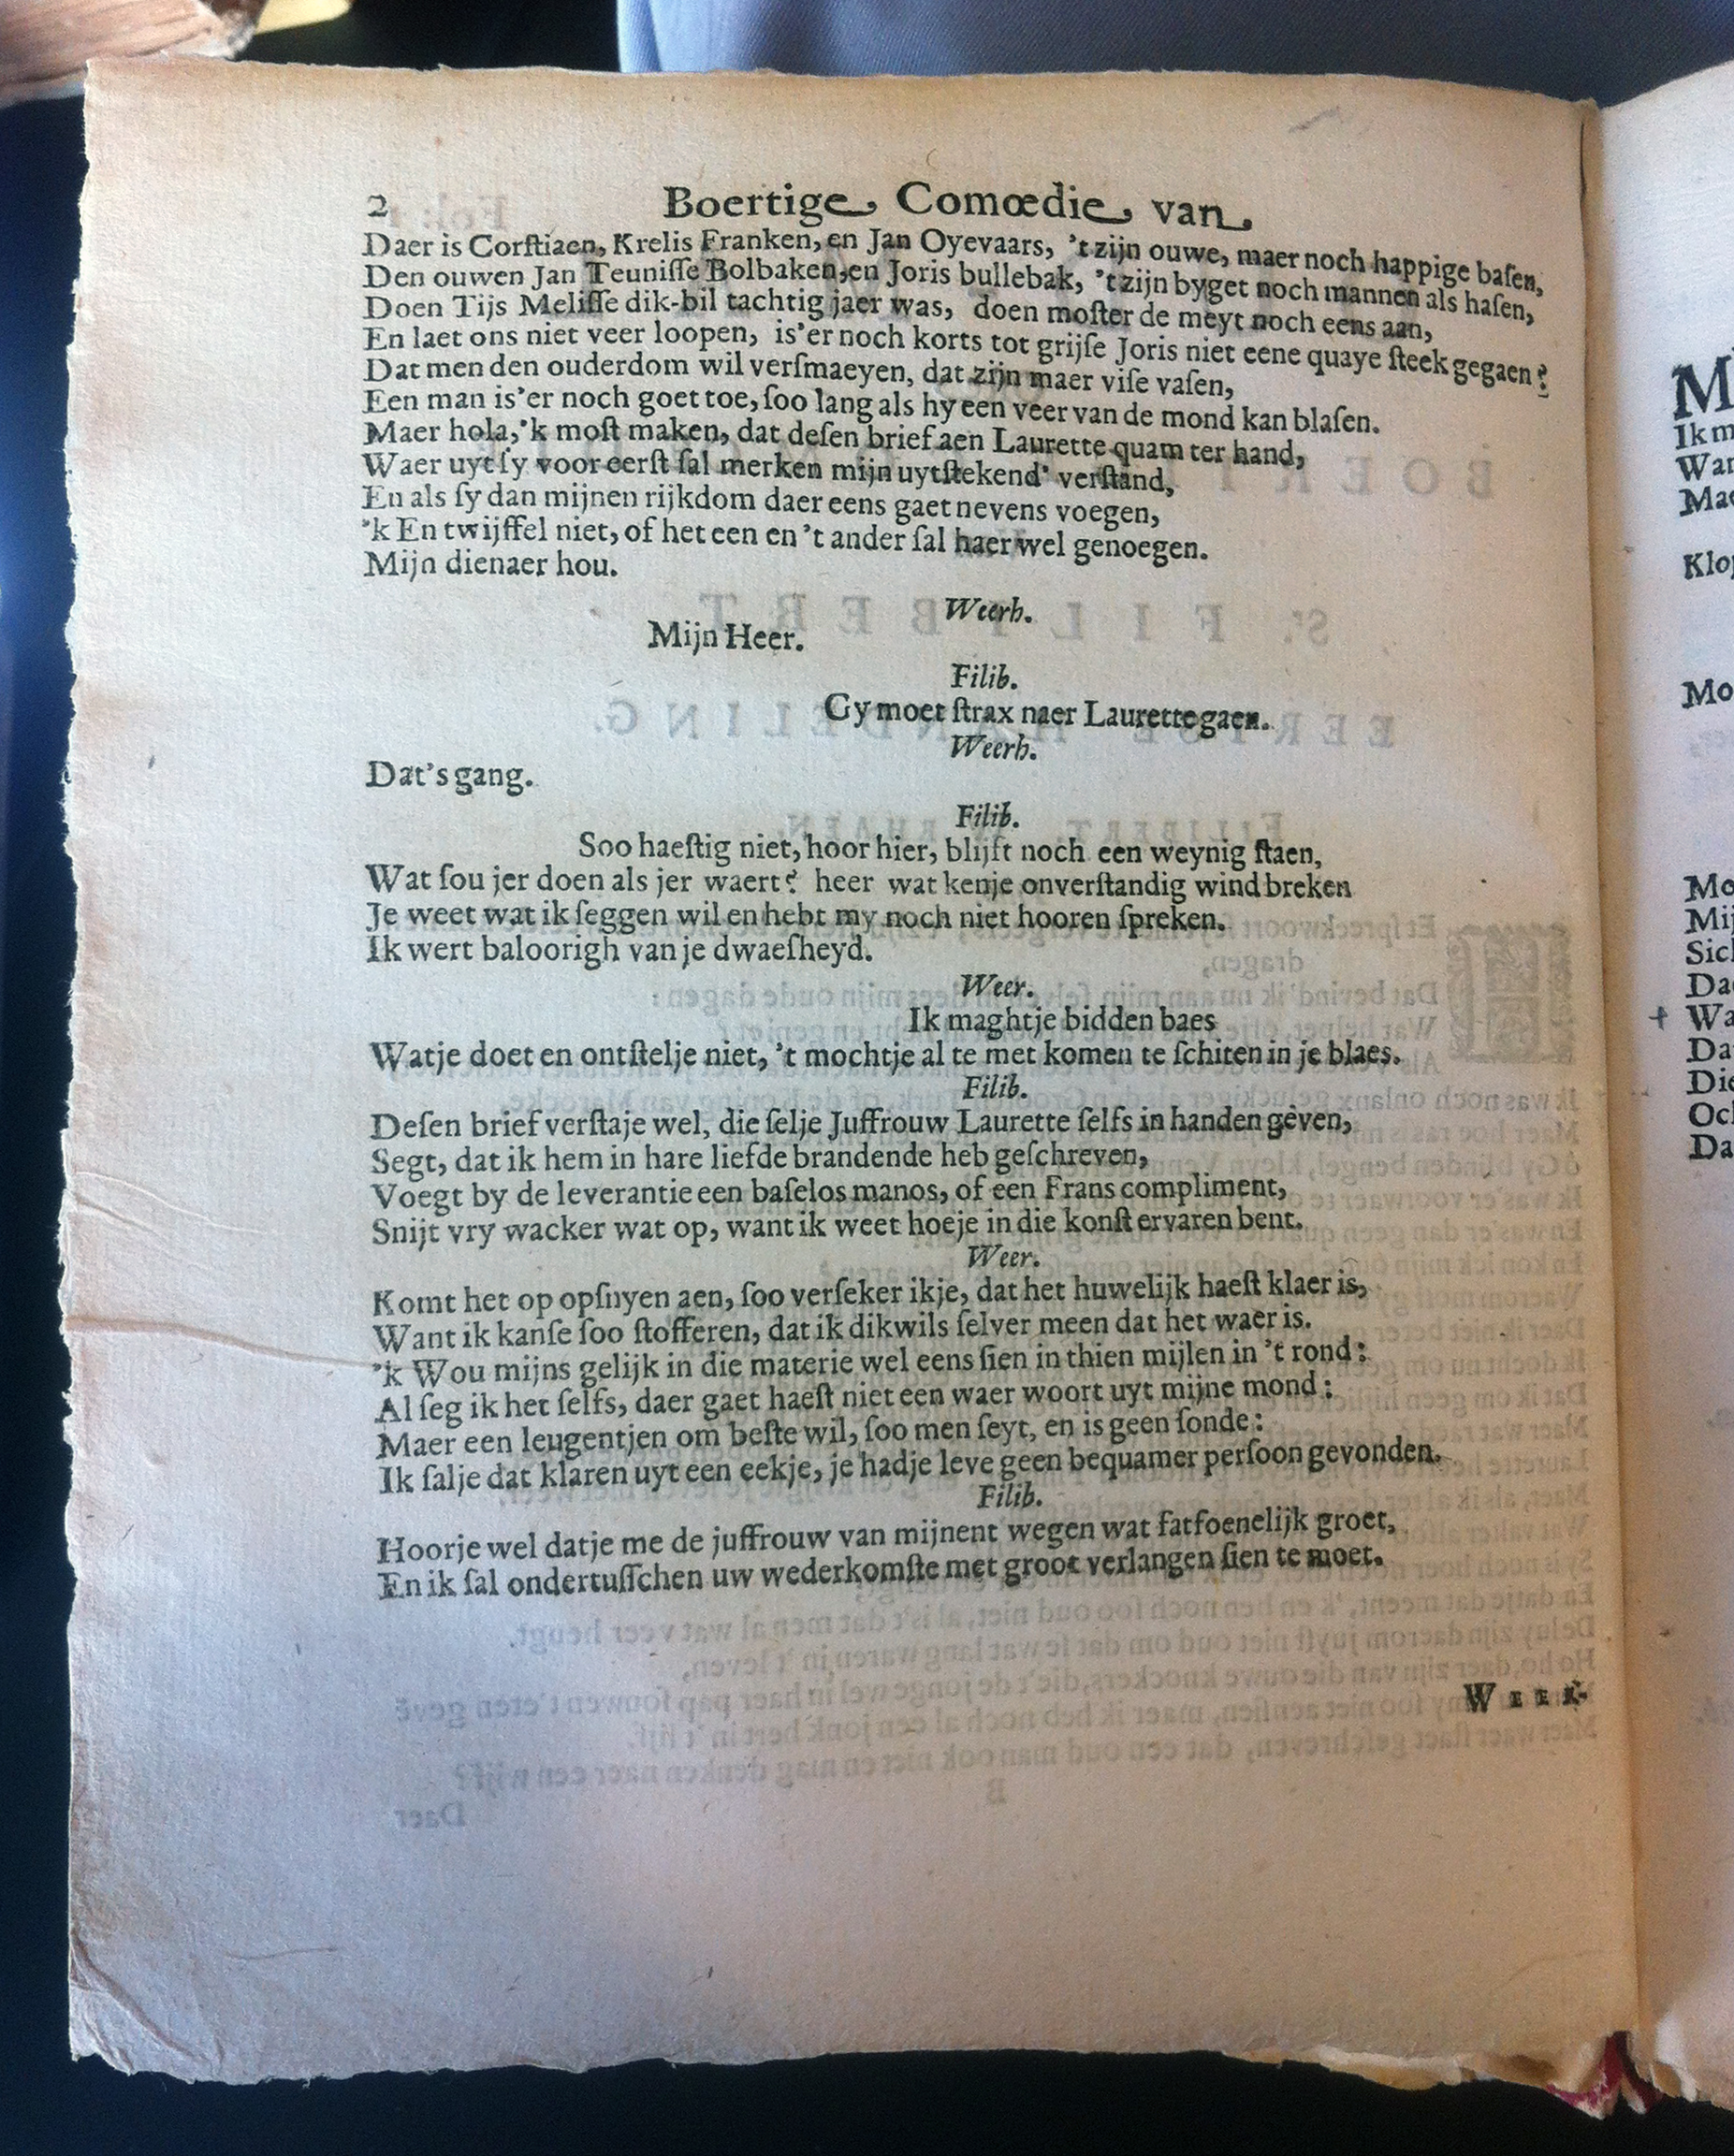 2 Boertige Comœdie van
Daer is Corſtiaen, Krelis Franken, en Jan Oyevaars, 't zijn ouwe, maer noch happige baſen,
Den ouwen Jan Teuniſſe Bolbaken, en Joris bullebak, 't zijn byget noch mannen als haſen,
Doen Tijs Meliſſe dik-bil tachtig jaer was, doen moſter de meyt noch eens aan,
En laet ons niet veer loopen, is'er noch korts tot grijſe Joris niet eene quaye ſteek gegaen?
Dat men den ouderdom wil verſmaeyen, dat zijn maer viſe vaſen,
Een man is'er noch goet toe, ſoo lang als hy een veer van de mond kan blaſen.
Maer hola, 'k moſt maken, dat deſen brief aen Laurette quam ter hand,
Waer uyt ſy voor eerſt ſal merken mijn uytſtekend' verſtand,
En als ſy dan mijnen rijkdom daer eens gaet nevens voegen,
'k En twijffel niet, of het een en 't ander ſal haer wel genoegen.
Mijn dienaer hou.
Weerh.
Mijn Heer.
Filib.
Gy moet ſtrax naer Laurette gaen.
Weerh.
Dat's gang.
Filib.
Soo haeſtig niet, hoor hier, blijft noch een weynig ſtaen,
Wat ſou jer doen als jer waert? heer wat kenje onverſtandig wind breken
Je weet wat ik ſeggen wil en hebt my noch niet hooren ſpreken.
Ik wert baloorigh van je dwaeſheyd.
Weer.
Ik maghtje bidden baes
Watje doet en ontſtelje niet, 't mochtje al te met komen te ſchiten in je blaes.
Filib.
Deſen brief verſtaje wel, die ſelje Juffrouw Laurette ſelfs in handen gėven,
Segt, dat ik hem in hare liefde brandende heb geſchreven,
Voegt by de leverantie een baſelos manos, of een Frans compliment,
Snijt vry wacker wat op, want ik weet hoeje in die konſt ervaren bent.
Weer.
Komt het op opſnyen aen, ſoo verſeker ikje, dat het huwelijk haeſt klaer is,
Want ik kanſe ſoo ſtofferen, dat ik dikwils ſelver meen dat het waer is.
'k Wou mijns gelijk in die materie wel eens ſien in thien mijlen in 't rond:
Al ſeg ik het ſelfs, daer gaet haeſt niet een waer woort uyt mijne mond:
Maer een leugentjen om beſte wil, ſoo men ſeyt, en is geen ſonde:
Ik ſalje dat klaren uyt een eekje, je hadje leve geen bequamer perſoon gevonden.
Filib.
Hoorje wel datje me de juffrouw van mijnent wegen wat fatſoenelijk groet,
En ik ſal ondertuſſchen uw wederkomſte met groot verlangen ſien te moet.
WEER-
M
Ik m
Wan
Mae
Klop
Mo
Mo
Mij
Sich
Da
+ Wa
Da
Die
Och
Da